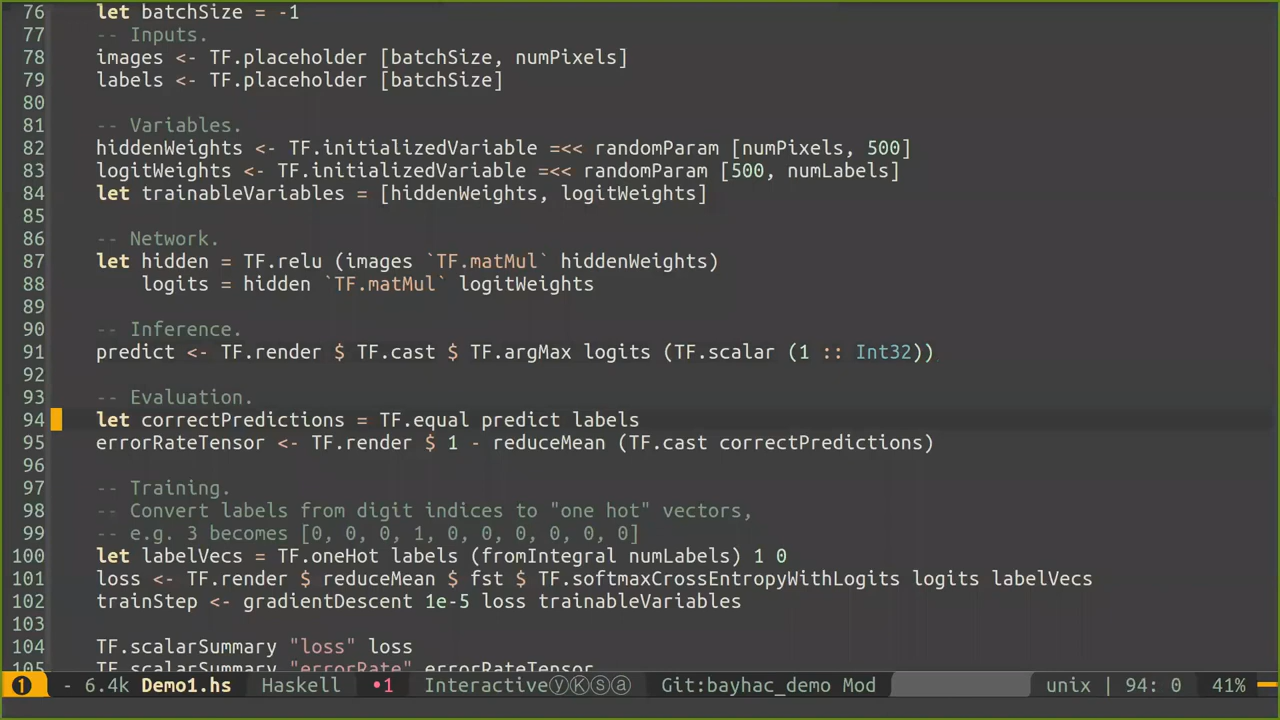 76 let batchSize = -1
77 -- Inputs.
78 images <- TF.placeholder [batchSize, numPixels]
79 labels <- TF.placeholder [batchSize]
80
81 -- Variables.
82 hiddenWeights <- TF.initializedVariable =<< randomParam [numPixels, 500]
83 logitWeights <- TF.initializedVariable =<< randomParam [500, numLabels]
84 let trainableVariables = [hiddenWeights, logitWeights]
85
86 -- Network.
87 let hidden = TF.relu (images `TF.matMul` hiddenWeights)
88 logits = hidden `TF.matMul` logitWeights
89
90 -- Inference.
91 predict <- TF.render $ TF.cast $ TF.argMax logits (TF.scalar (1 :: Int32))
92
93 -- Evaluation.
94 let correctPredictions = TF.equal predict labels
95 errorRateTensor <- TF.render $ 1 - reduceMean (TF.cast correctPredictions)
96
97 -- Training.
98 -- Convert labels from digit indices to "one hot" vectors,
99 -- e.g. 3 becomes [0, 0, 0, 1, 0, 0, 0, 0, 0, 0]
100 let labelVecs = TF.oneHot labels (fromIntegral numLabels) 1 0
101 loss <- TF.render $ reduceMean $ fst $ TF.softmaxCrossEntropyWithLogits logits labelVecs
102 trainStep <- gradientDescent 1e-5 loss trainableVariables
103
104 TF.scalarSummary "loss" loss
105 TF.scalarSummary "errorRate" errorRateTensor
❶ - 6.4k Demo1.hs Haskell •1 Interactiveⓨⓚⓢⓐ Git:bayhac_demo Mod unix | 94: 0 41%